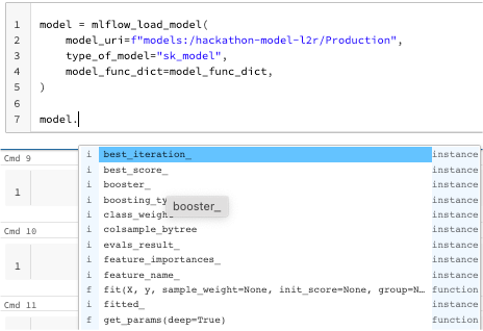 1 model = mlflow_load_model(
2 model_uri=f"models:/hackathon-model-l2r/Production",
3 type_of_model="sk_model",
4 model_func_dict=model_func_dict,
5 )
6
7 model.
Cmd 9
1
Cmd 10
1
Cmd 11
i best_iteration_ instance
i best_score_ instance
i booster_ instance
i boosting_ty instance
booster_
i class_weight instance
i colsample_bytree instance
i evals_result_ instance
i feature_importances_ instance
i feature_name_ instance
f fit(X, y, sample_weight=None, init_score=None, group=N… function
i fitted_ instance
f get_params(deep=True) function